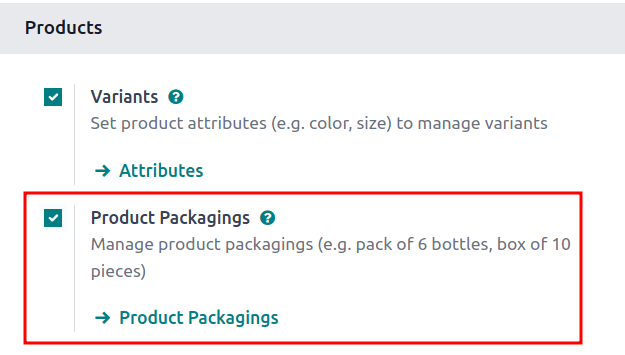 Products
Variants ?
Set product attributes (e.g. color, size) to manage variants
→ Attributes
Product Packagings ?
Manage product packagings (e.g. pack of 6 bottles, box of 10
pieces)
→ Product Packagings